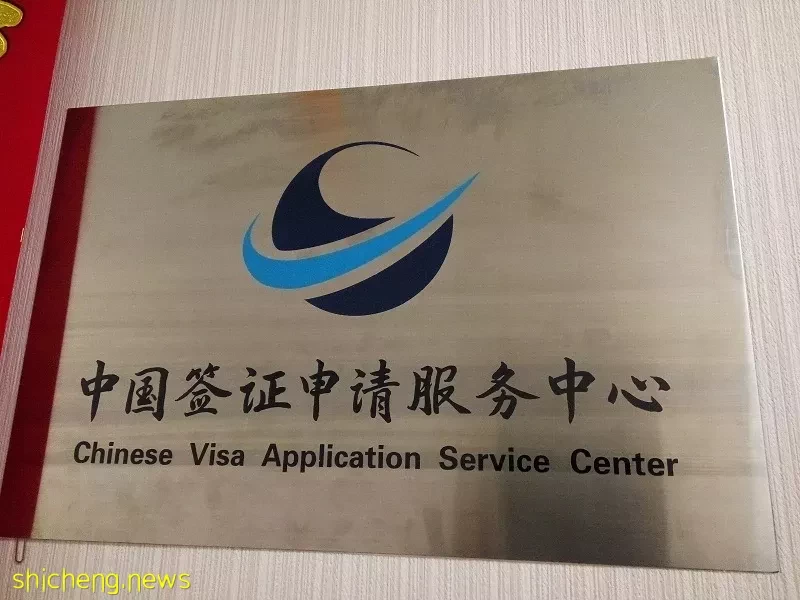 中国签证申请服务中心
Chinese Visa Application Service Center
shicheng.news